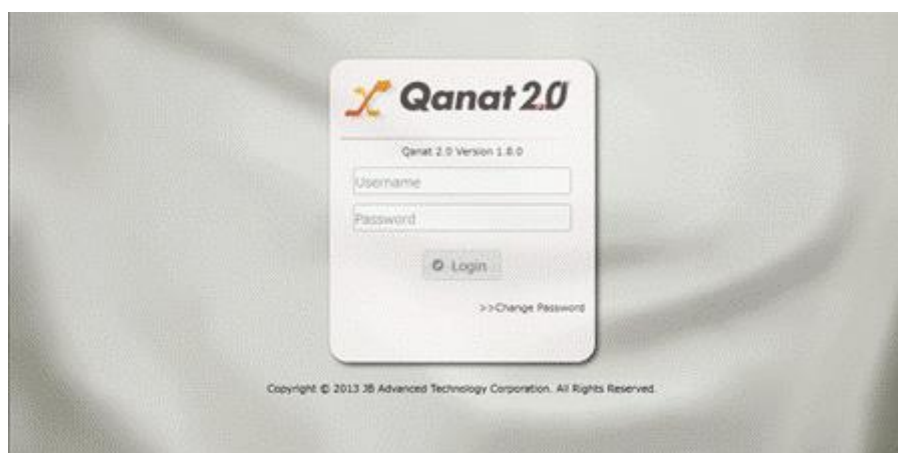 Qanat 2.0
Qanat 2.0 Version 1.8.0
Username
Password
Login
>>Change Password
Copyright © 2013 JB Advanced Technology Corporation. All Rights Reserved.